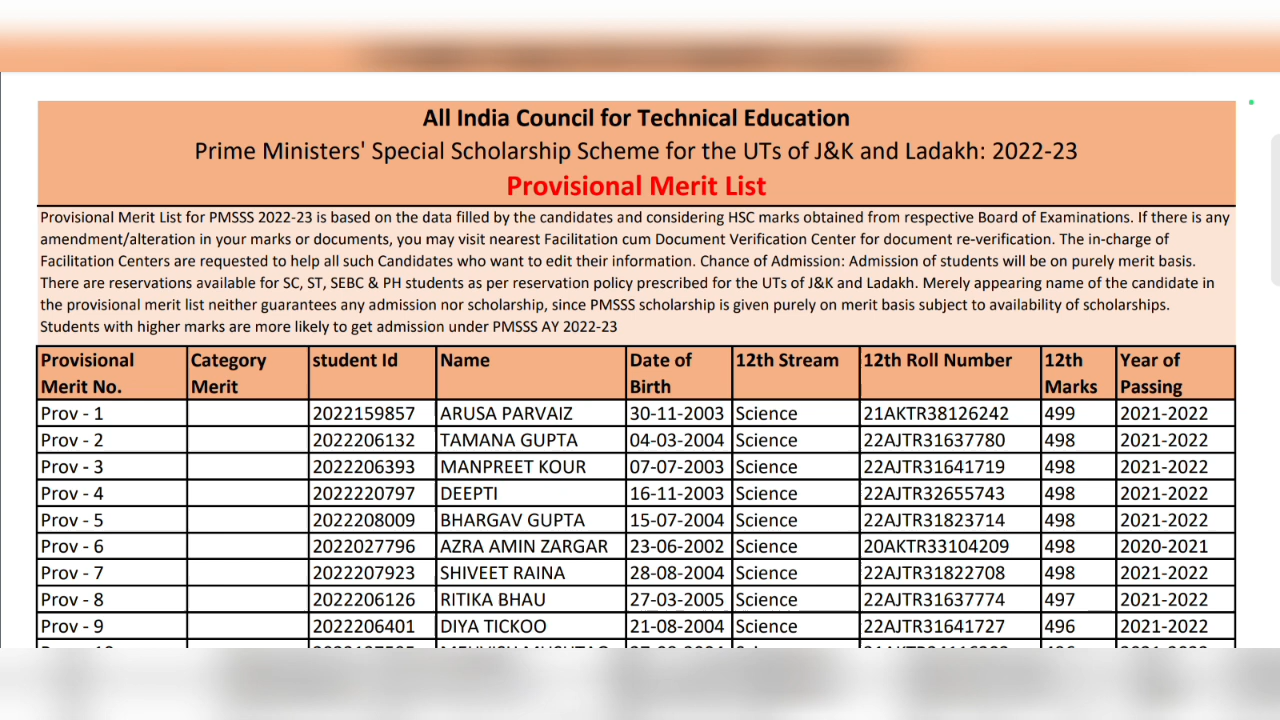 All India Council for Technical Education
Prime Ministers' Special Scholarship Scheme for the UTs of J&K and Ladakh: 2022-23
Provisional Merit List
Provisional Merit List for PMSSS 2022-23 is based on the data filled by the candidates and considering HSC marks obtained from respective Board of Examinations. If there is any
amendment/alteration in your marks or documents, you may visit nearest Facilitation cum Document Verification Center for document re-verification. The in-charge of
Facilitation Centers are requested to help all such Candidates who want to edit their information. Chance of Admission: Admission of students will be on purely merit basis.
There are reservations available for SC, ST, SEBC & PH students as per reservation policy prescribed for the UTs of J&K and Ladakh. Merely appearing name of the candidate in
the provisional merit list neither guarantees any admission nor scholarship, since PMSSS scholarship is given purely on merit basis subject to availability of scholarships.
Students with higher marks are more likely to get admission under PMSSS AY 2022-23
Provisional Category student Id Name Date of 12th Stream 12th Roll Number 12th Year of
Merit No. Merit Birth Marks Passing
Prov - 1 2022159857 ARUSA PARVAIZ 30-11-2003 Science 21AKTR38126242 499 2021-2022
Prov - 2 2022206132 TAMANA GUPTA 04-03-2004 Science 22AJTR31637780 498 2021-2022
Prov - 3 2022206393 MANPREET KOUR 07-07-2003 Science 22AJTR31641719 498 2021-2022
Prov - 4 2022220797 DEEPTI 16-11-2003 Science 22AJTR32655743 498 2021-2022
Prov - 5 2022208009 BHARGAV GUPTA 15-07-2004 Science 22AJTR31823714 498 2021-2022
Prov - 6 2022027796 AZRA AMIN ZARGAR 23-06-2002 Science 20AKTR33104209 498 2020-2021
Prov - 7 2022207923 SHIVEET RAINA 28-08-2004 Science 22AJTR31822708 498 2021-2022
Prov - 8 2022206126 RITIKA BHAU 27-03-2005 Science 22AJTR31637774 497 2021-2022
Prov - 9 2022206401 DIYA TICKOO 21-08-2004 Science 22AJTR31641727 496 2021-2022